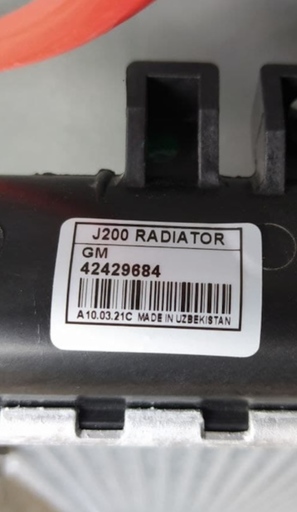 J200 RADIATOR
GM
42429684
A10.03.21C MADE IN UZBEKISTAN